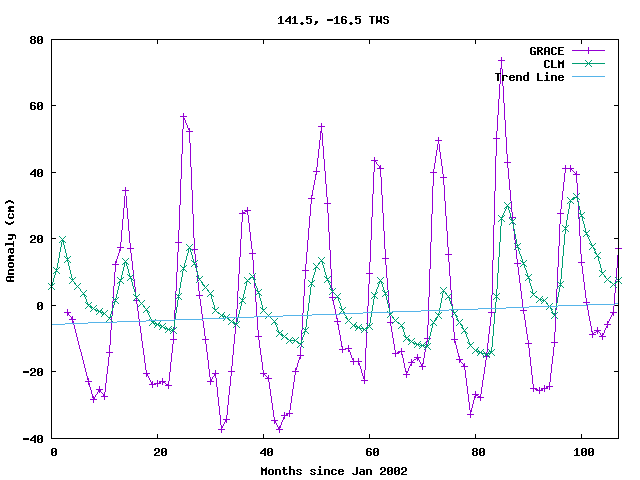 141.5, -16.5 TWS
GRACE
CLM
Trend Line
80
60
40
20
0
-20
-40
Anomaly (cm)
0 20 40 60 80 100
Months since Jan 2002